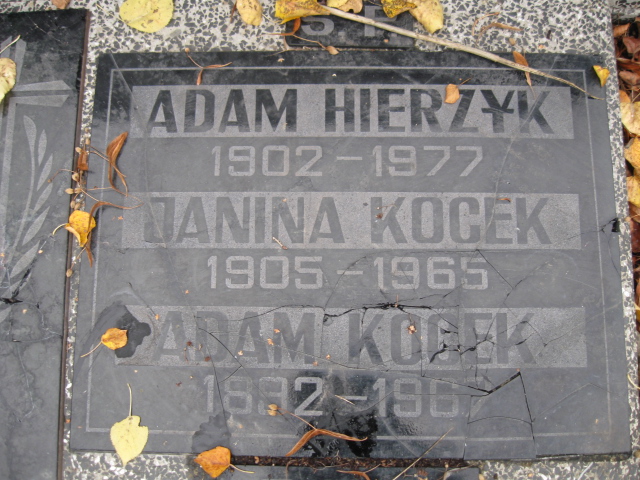 Ś.P.
ADAM HIERZYK
1902 - 1977
JANINA KOCEK
1905 - 1965
ADAM KOCEK